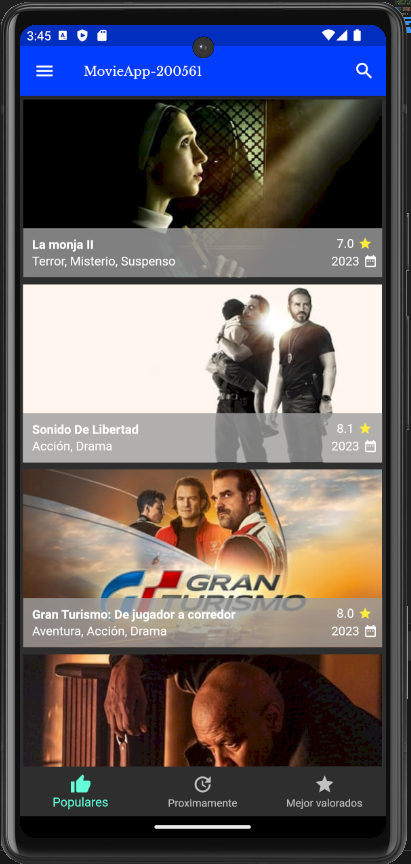 3:45
MovieApp-200561
La monja II
7.0
Terror, Misterio, Suspenso
2023
Sonido De Libertad
8.1
Acción, Drama
2023
GRAN
TURISMO
Gran Turismo: De jugador a corredor
8.0
Aventura, Acción, Drama
2023
Populares
Proximamente
Mejor valorados